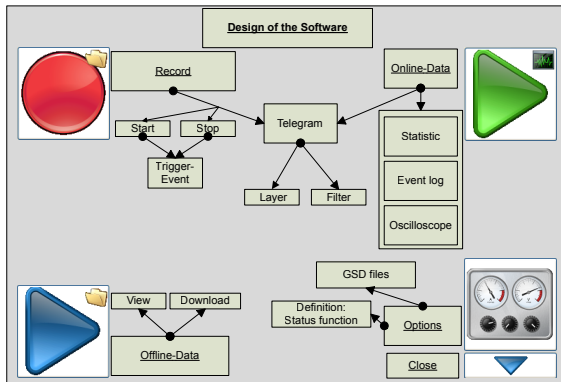 Design of the Software
Record
Online-Data
Start
Stop
Telegram
Statistic
Trigger-
Event
Event log
Layer
Filter
Oscilloscope
GSD files
View
Download
Definition:
Status function
Options
Offline-Data
Close